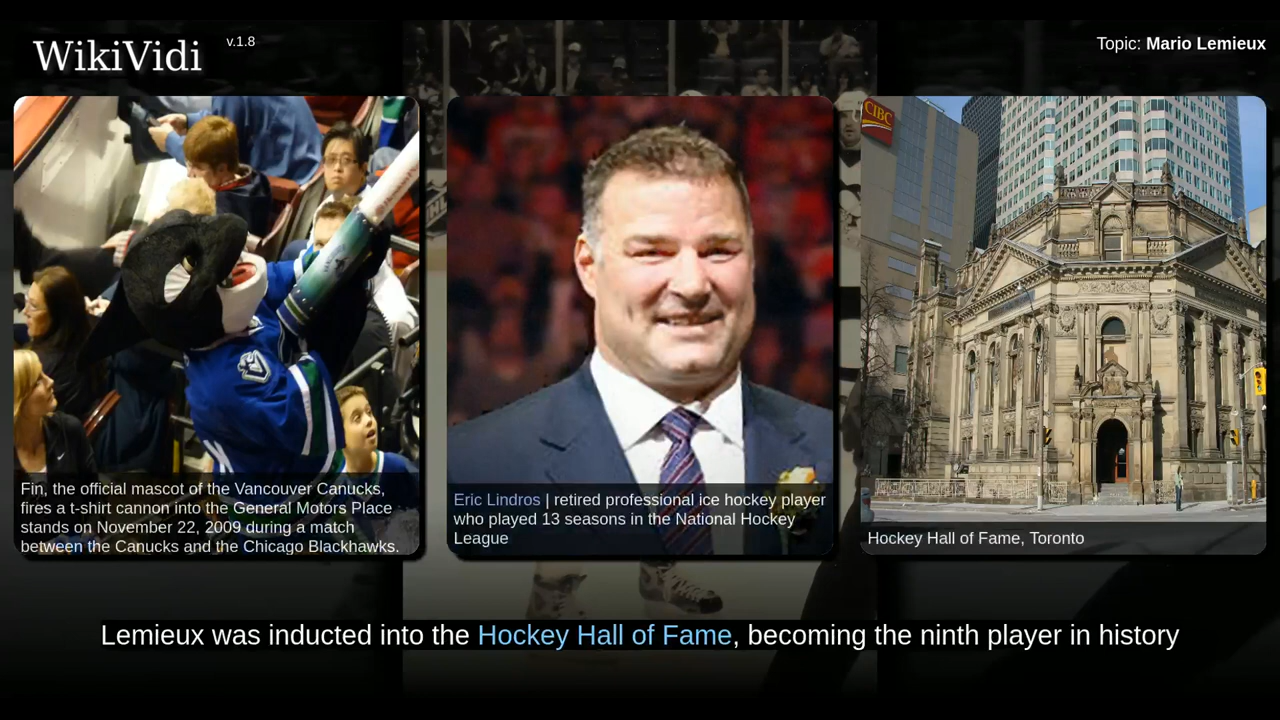 WikiVidi
v.1.8
Topic: Mario Lemieux
CIBC
Fin, the official mascot of the Vancouver Canucks,
fires a t-shirt cannon into the General Motors Place
stands on November 22, 2009 during a match
between the Canucks and the Chicago Blackhawks.
Eric Lindros | retired professional ice hockey player
who played 13 seasons in the National Hockey
League
Hockey Hall of Fame, Toronto
Lemieux was inducted into the Hockey Hall of Fame, becoming the ninth player in history